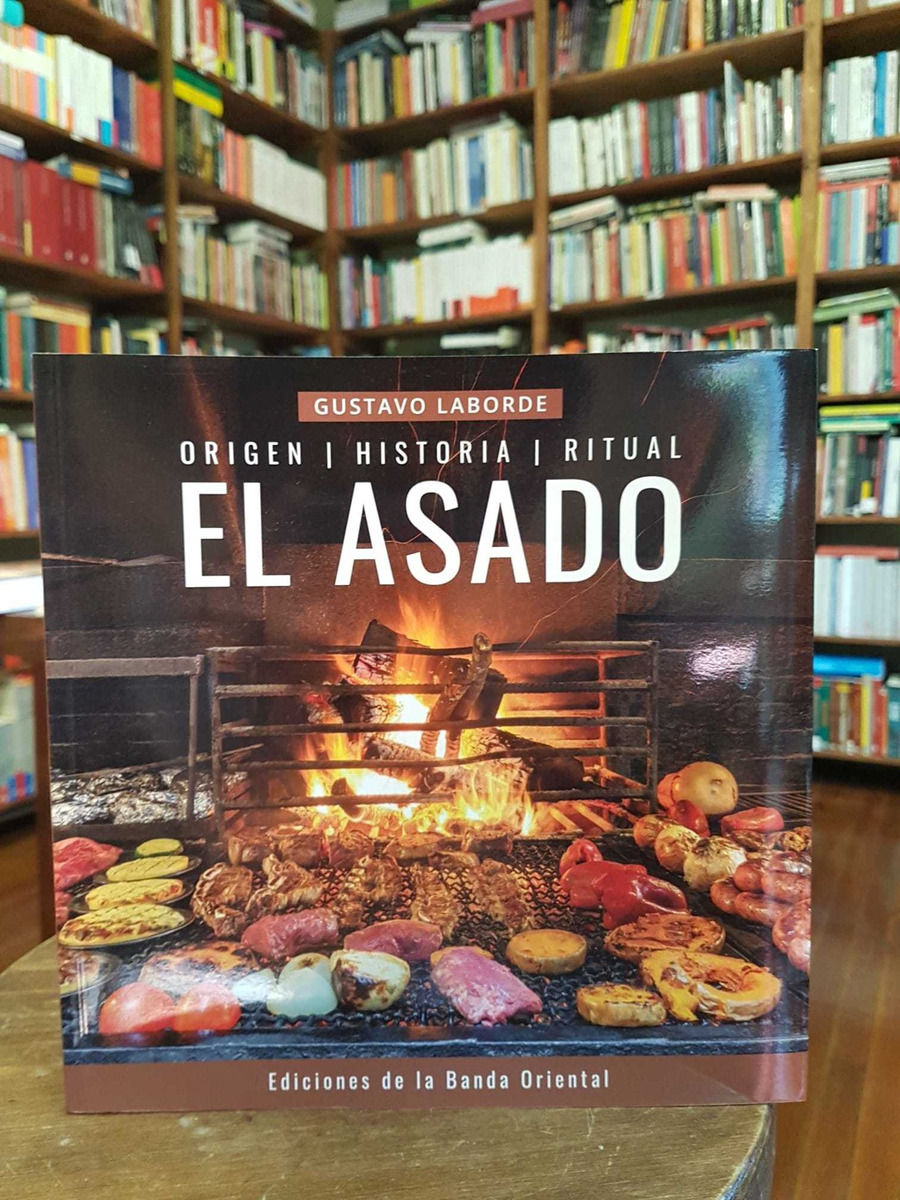 GUSTAVO LABORDE
ORIGEN | HISTORIA | RITUAL
EL ASADO
Ediciones de la Banda Oriental